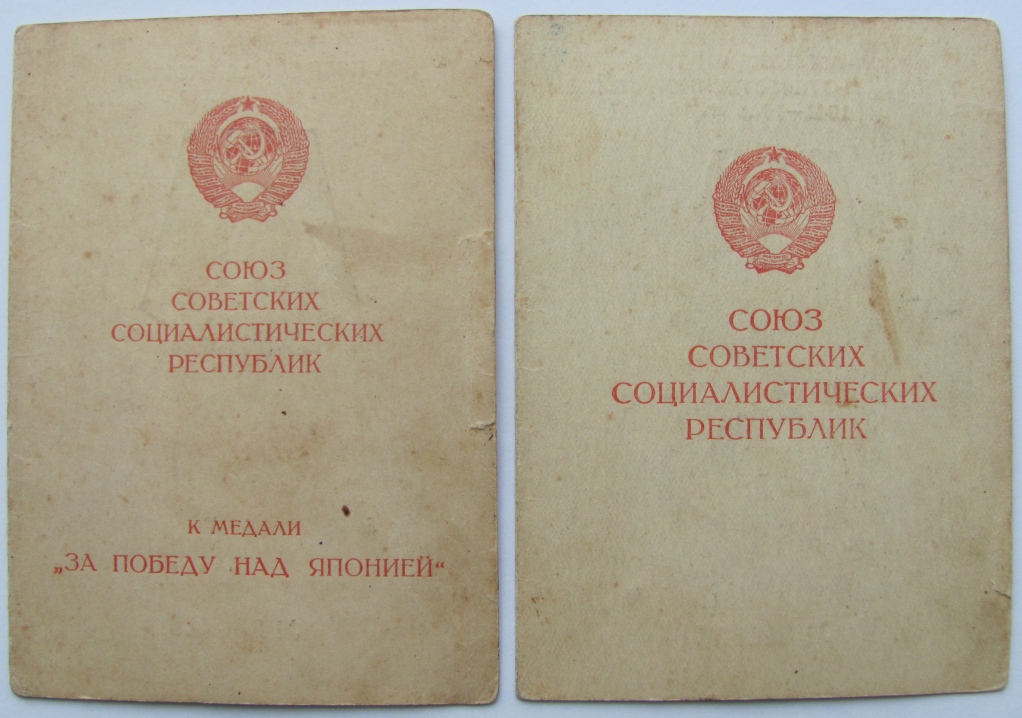 СОЮЗ
СОВЕТСКИХ
СОЦИАЛИСТИЧЕСКИХ
РЕСПУБЛИК
К МЕДАЛИ
„ЗА ПОБЕДУ НАД ЯПОНИЕЙ“
СОЮЗ
СОВЕТСКИХ
СОЦИАЛИСТИЧЕСКИХ
РЕСПУБЛИК